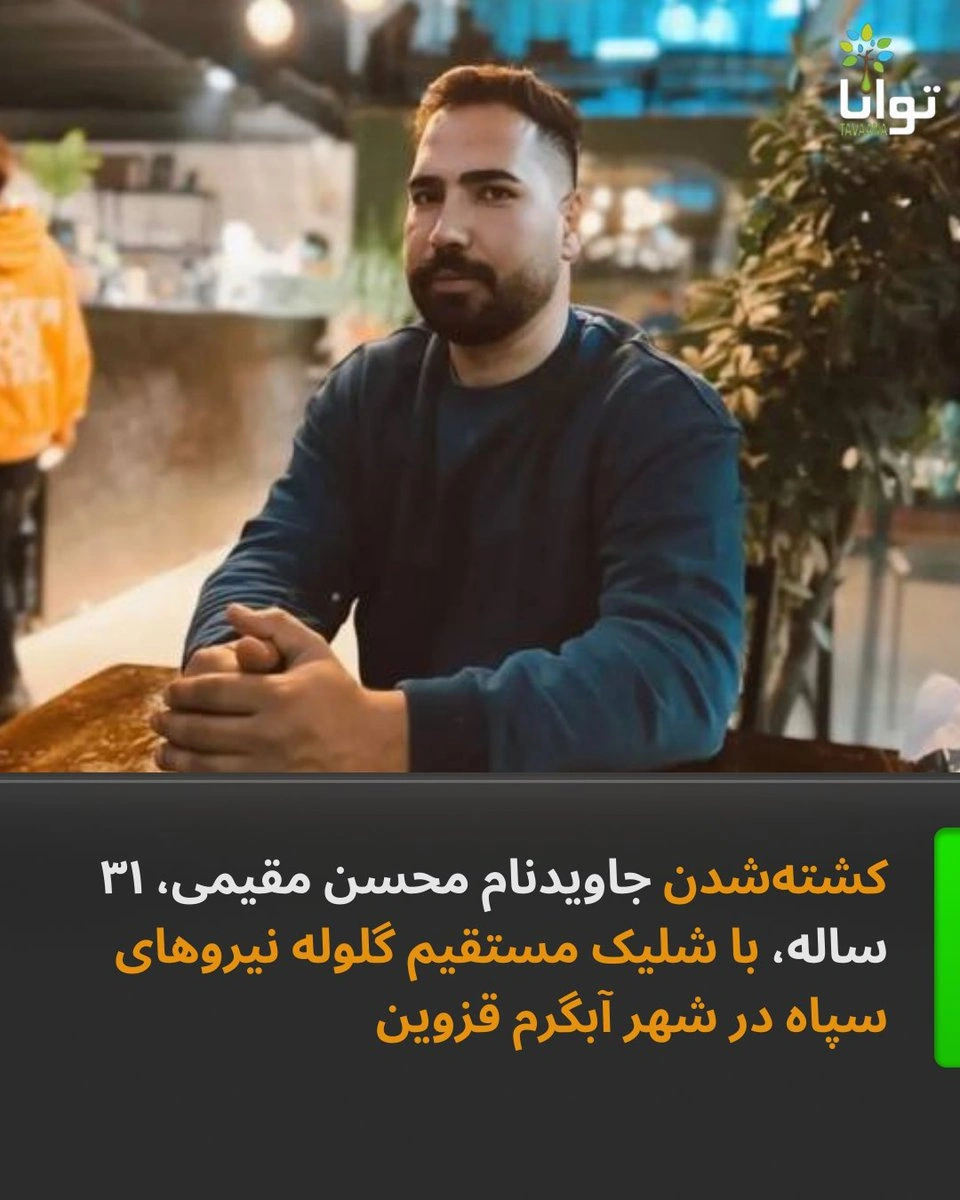 توانا
TAVAANA
کشته‌شدن جاویدنام محسن مقیمی، ۳۱
ساله، با شلیک مستقیم گلوله نیروهای
سپاه در شهر آبگرم قزوین